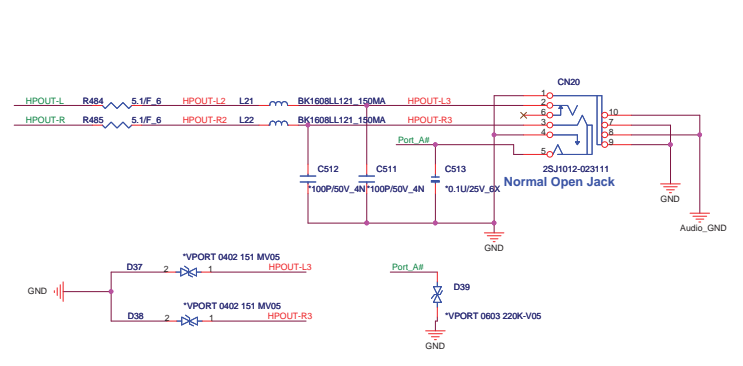 CN20
HPOUT-L R484 5.1/F_6 HPOUT-L2 L21 BK1608LL121_150MA HPOUT-L3
HPOUT-R R485 5.1/F_6 HPOUT-R2 L22 BK1608LL121_150MA HPOUT-R3
1
2
6
3
4
5
10
7
8
9
Port_A#
2SJ1012-023111
Normal Open Jack
C512
*100P/50V_4N
C511
*100P/50V_4N
C513
*0.1U/25V_6X
GND
GND
Audio_GND
*VPORT 0402 151 MV05
D37 2 1 HPOUT-L3
GND
*VPORT 0402 151 MV05
D38 2 1 HPOUT-R3
Port_A#
D39
*VPORT 0603 220K-V05
GND